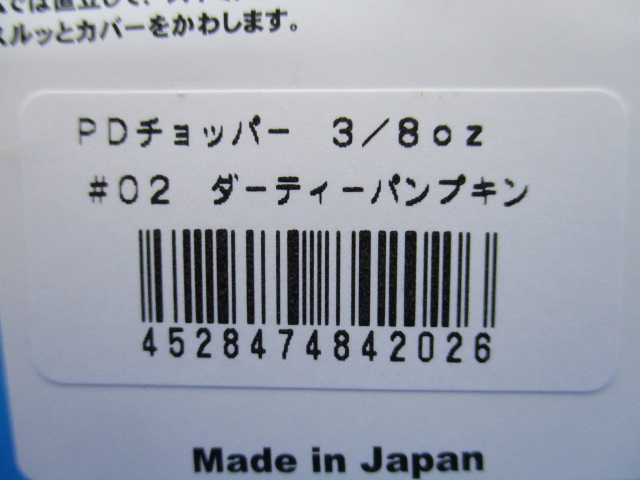 スルッとカバーをかわします。
PDチョッパー 3/8oz
#02 ダーティーパンプキン
4528474842026
Made in Japan